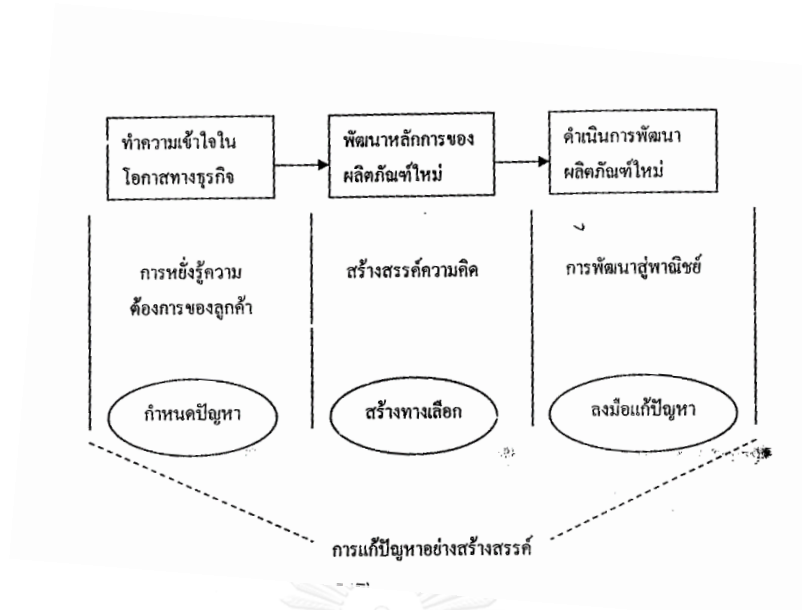 ทำความเข้าใจใน
โอกาสทางธุรกิจ
พัฒนาหลักการของ
ผลิตภัณฑ์ใหม่
ดำเนินการพัฒนา
ผลิตภัณฑ์ใหม่
การหยั่งรู้ความ
ต้องการของลูกค้า
สร้างสรรค์ความคิด
การพัฒนาสู่พาณิชย์
กำหนดปัญหา
สร้างทางเลือก
ลงมือแก้ปัญหา
การแก้ปัญหาอย่างสร้างสรรค์